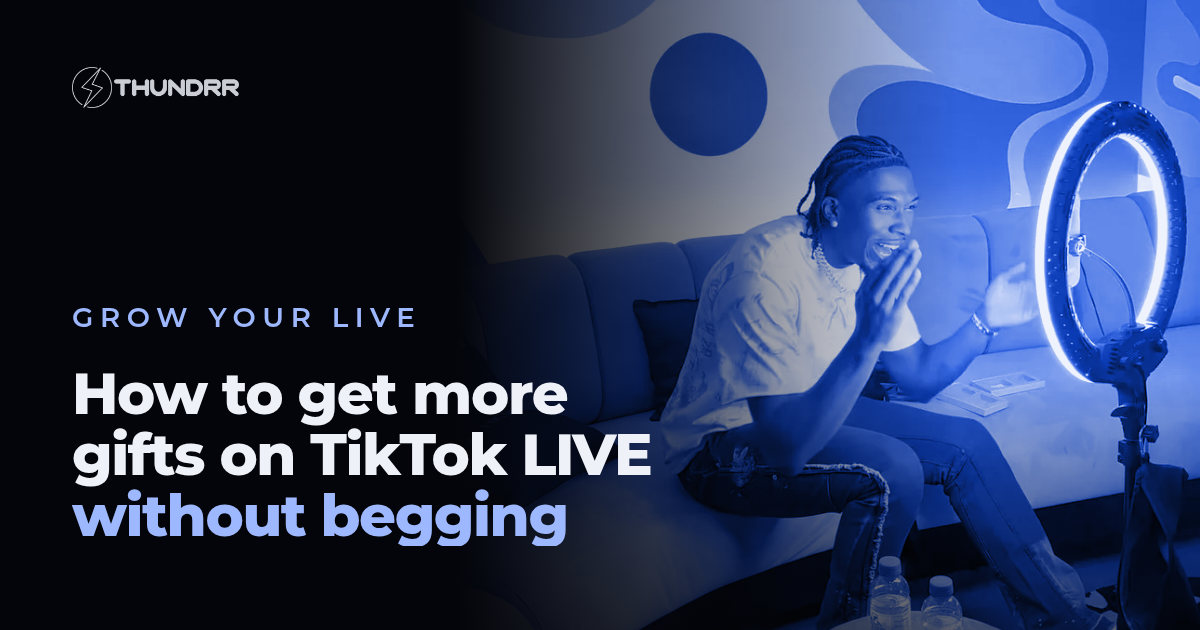 THUNDRR
GROW YOUR LIVE
How to get more
gifts on TikTok LIVE
without begging